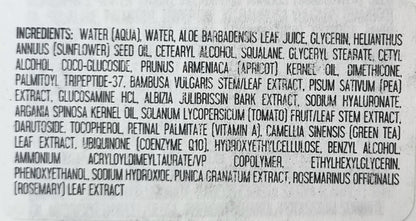 INGREDIENTS: WATER (AQUA), WATER, ALOE BARBADENSIS LEAF JUICE, GLYCERIN, HELIANTHUS
ANNUUS (SUNFLOWER) SEED OIL, CETEARYL ALCOHOL, SQUALANE, GLYCERYL STEARATE, CETYL
ALCOHOL, COCO-GLUCOSIDE, PRUNUS ARMENIACA (APRICOT) KERNEL OIL, DIMETHICONE,
PALMITOYL TRIPEPTIDE-37, BAMBUSA VULGARIS STEM/LEAF EXTRACT, PISUM SATIVUM (PEA)
EXTRACT, GLUCOSAMINE HCL, ALBIZIA JULIBRISSIN BARK EXTRACT, SODIUM HYALURONATE,
ARGANIA SPINOSA KERNEL OIL, SOLANUM LYCOPERSICUM (TOMATO) FRUIT/LEAF STEM EXTRACT,
DARUTOSIDE, TOCOPHEROL, RETINAL PALMITATE (VITAMIN A), CAMELLIA SINENSIS (GREEN TEA)
LEAF EXTRACT, UBIQUINONE (COENZYME Q10), HYDROXYETHYLCELLULOSE, BENZYL ALCOHOL,
AMMONIUM ACRYLOYLDIMEYLTAURATE/VP COPOLYMER, ETHYLHEXYLGLYCERIN,
PHENOXYETHANOL, SODIUM HYDROXIDE, PUNICA GRANATUM EXTRACT, ROSEMARINUS OFFICINALIS
(ROSEMARY) LEAF EXTRACT